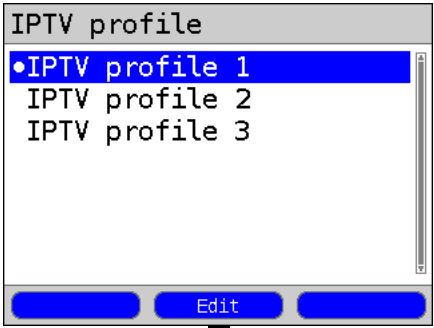 IPTV profile
•IPTV profile 1
IPTV profile 2
IPTV profile 3
Edit